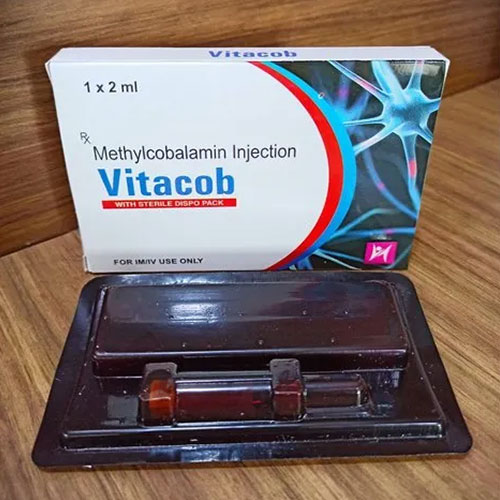 Vitacob
1 x 2 ml
Rx
Methylcobalamin Injection
Vitacob
WITH STERILE DISPO PACK
FOR IM/IV USE ONLY